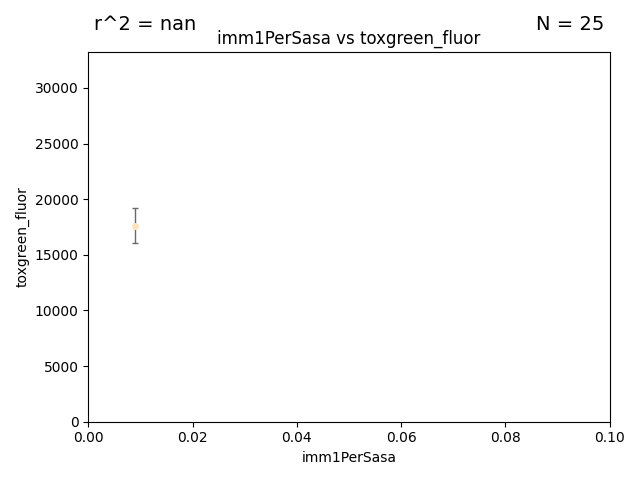 r^2 = nan
N = 25
imm1PerSasa vs toxgreen_fluor
30000
25000
20000
15000
10000
5000
0
toxgreen_fluor
0.00 0.02 0.04 0.06 0.08 0.10
imm1PerSasa